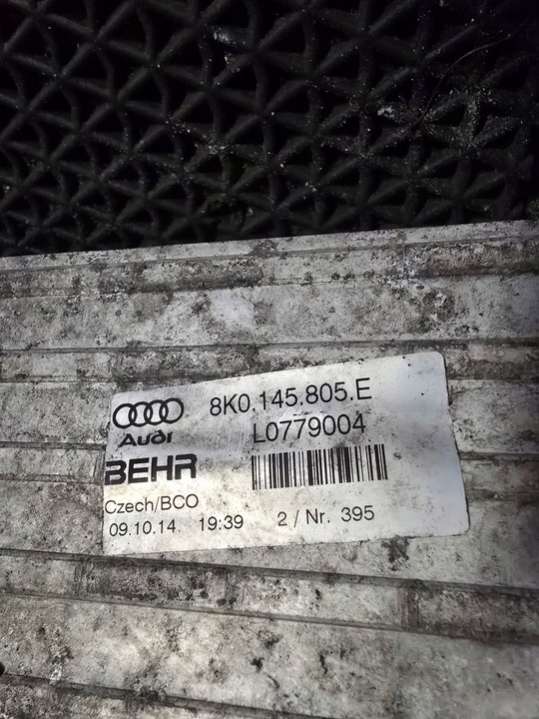 8K0.145.805.E
Audi
L0779004
BEHR
Czech/BCO
09.10.14. 19:39 2 / Nr. 395